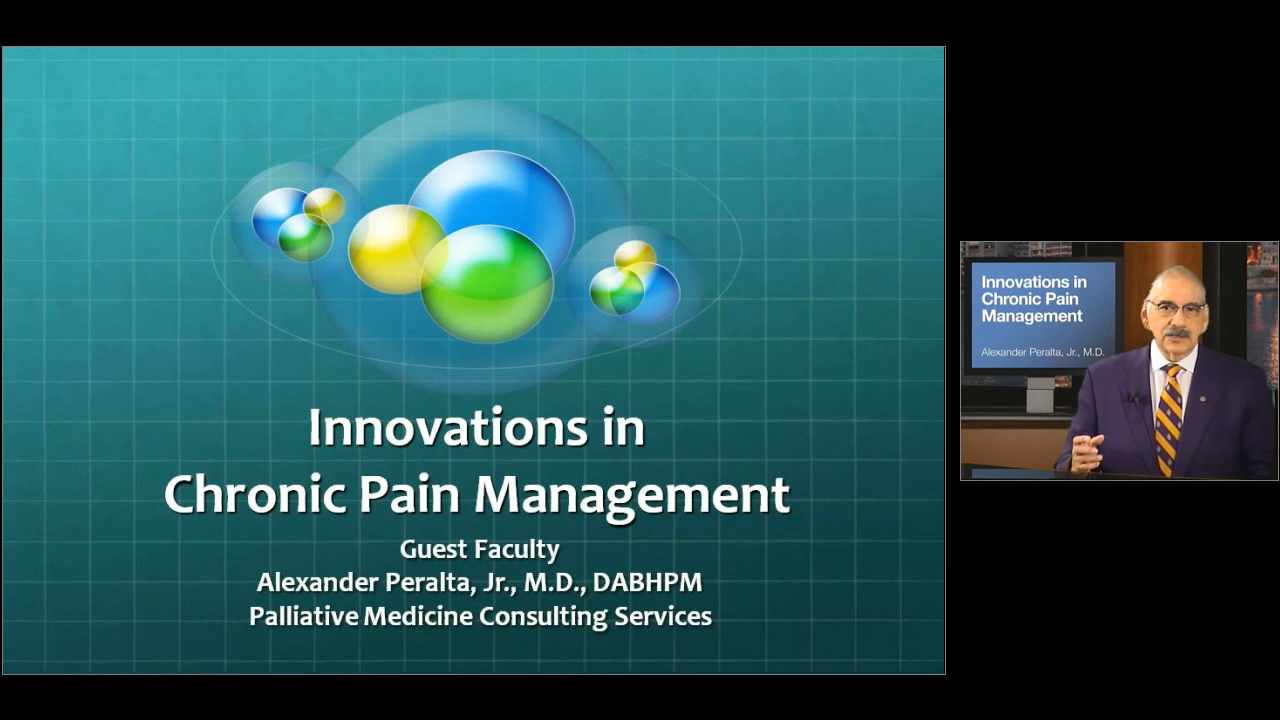 Innovations in
Chronic Pain Management
Guest Faculty
Alexander Peralta, Jr., M.D., DABHPM
Palliative Medicine Consulting Services
Innovations in
Chronic Pain
Management
Alexander Peralta, Jr., M.D.